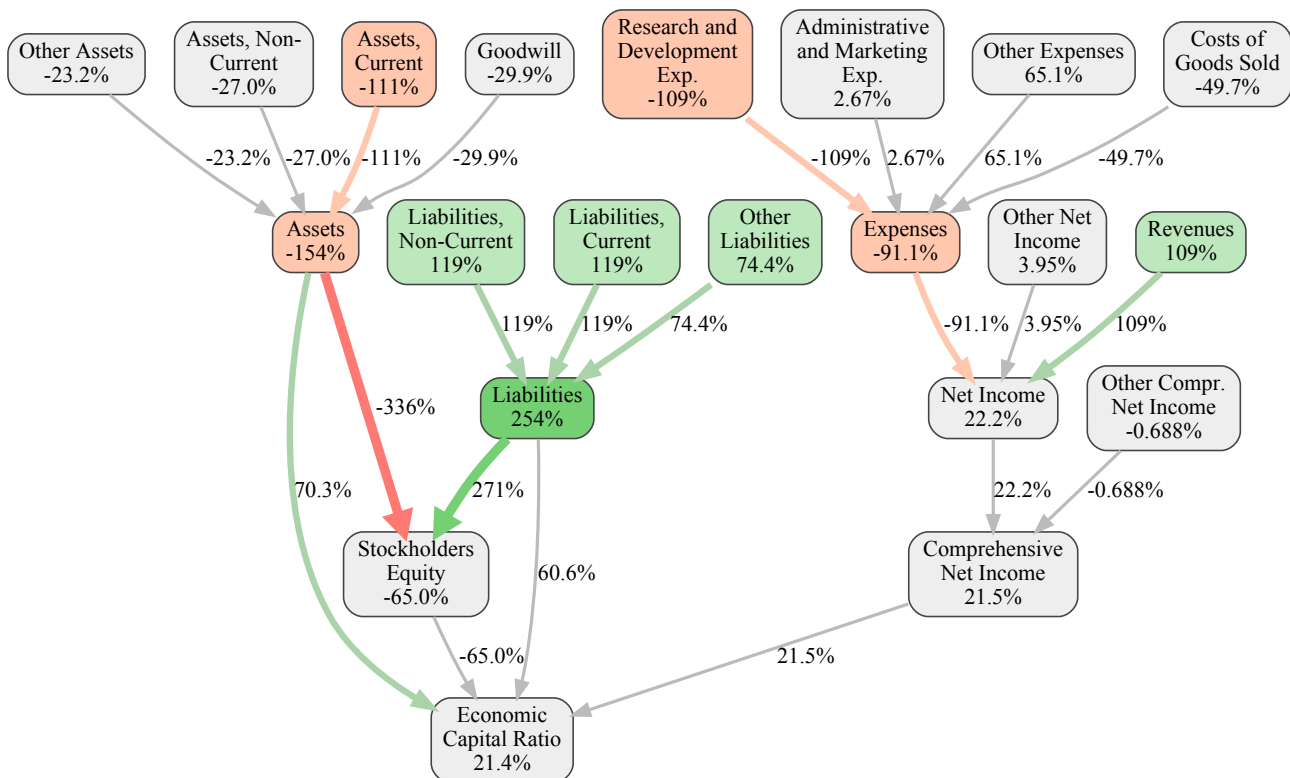 Other Assets
-23.2%
Assets, Non-
Current
-27.0%
Assets,
Current
-111%
Goodwill
-29.9%
Research and
Development
Exp.
-109%
Administrative
and Marketing
Exp.
2.67%
Other Expenses
65.1%
Costs of
Goods Sold
-49.7%
-23.2%
-27.0%
-111%
-29.9%
-109%
2.67%
65.1%
-49.7%
Assets
-154%
Liabilities,
Non-Current
119%
Liabilities,
Current
119%
Other
Liabilities
74.4%
Expenses
-91.1%
Other Net
Income
3.95%
Revenues
109%
119%
119%
74.4%
-91.1%
3.95%
109%
-336%
Liabilities
254%
Net Income
22.2%
Other Compr.
Net Income
-0.688%
70.3%
271%
22.2%
-0.688%
Stockholders
Equity
-65.0%
60.6%
Comprehensive
Net Income
21.5%
-65.0%
21.5%
Economic
Capital Ratio
21.4%